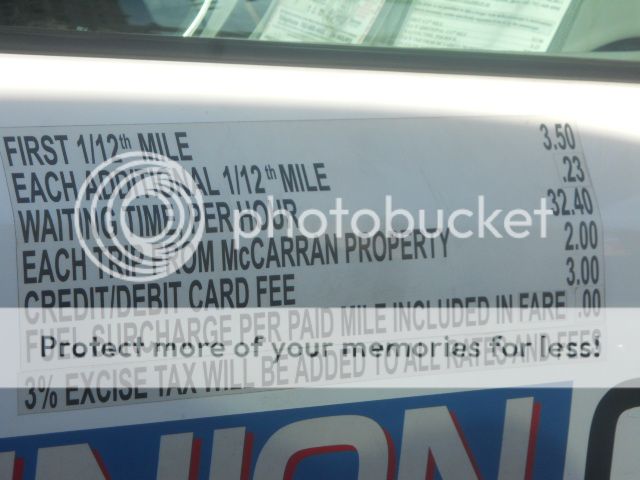 FIRST 1/12th MILE 3.50
EACH ADDITIONAL 1/12th MILE .23
WAITING TIME PER HOUR 32.40
EACH TRIP FROM McCARRAN PROPERTY 2.00
CREDIT/DEBIT CARD FEE 3.00
FUEL SURCHARGE PER PAID MILE INCLUDED IN FARE .00
3% EXCISE TAX WILL BE ADDED TO ALL RATES
photobucket
Protect more of your memories for less!
NION